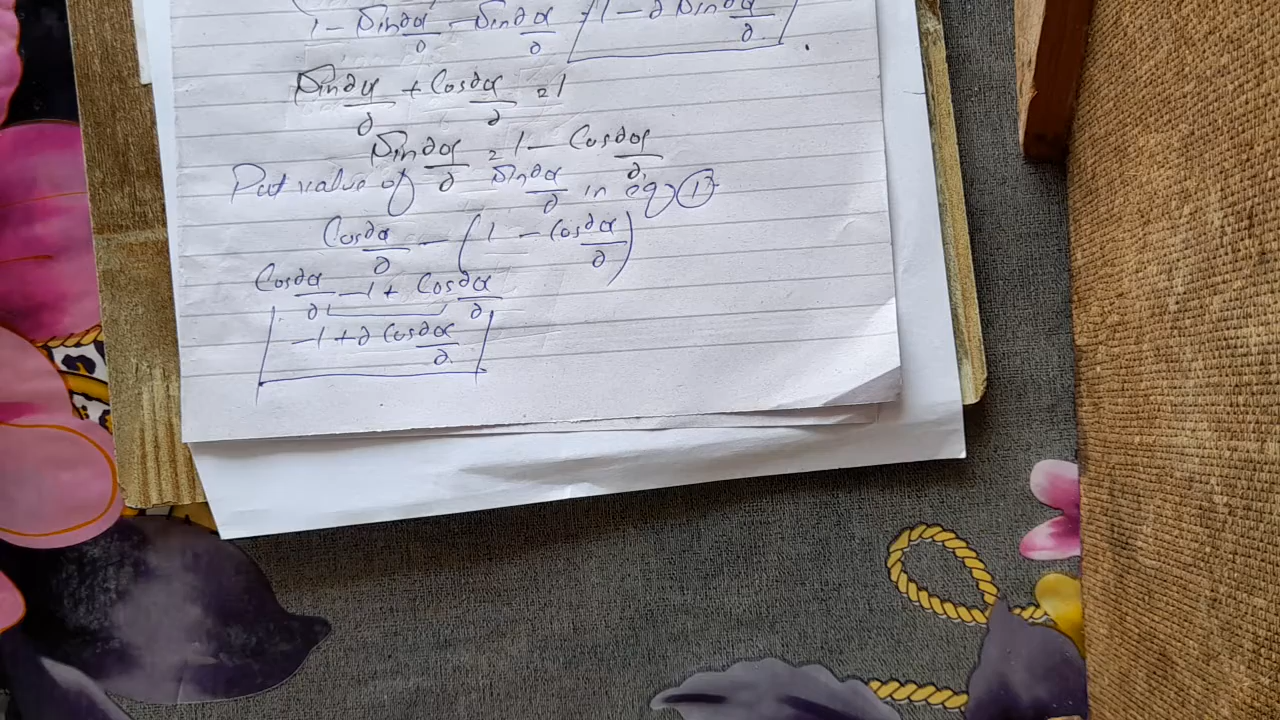 1 - Sin²α/2 - Sin²α/2 = 1 - 2 Sin²α/2
Sin²α/2 + Cos²α/2 = 1
Sin²α/2 = 1 - Cos²α/2
Put value of Sin²α/2 in eq ①
Cos²α/2 - (1 - Cos²α/2)
Cos²α/2 - 1 + Cos²α/2
-1 + 2 Cos²α/2